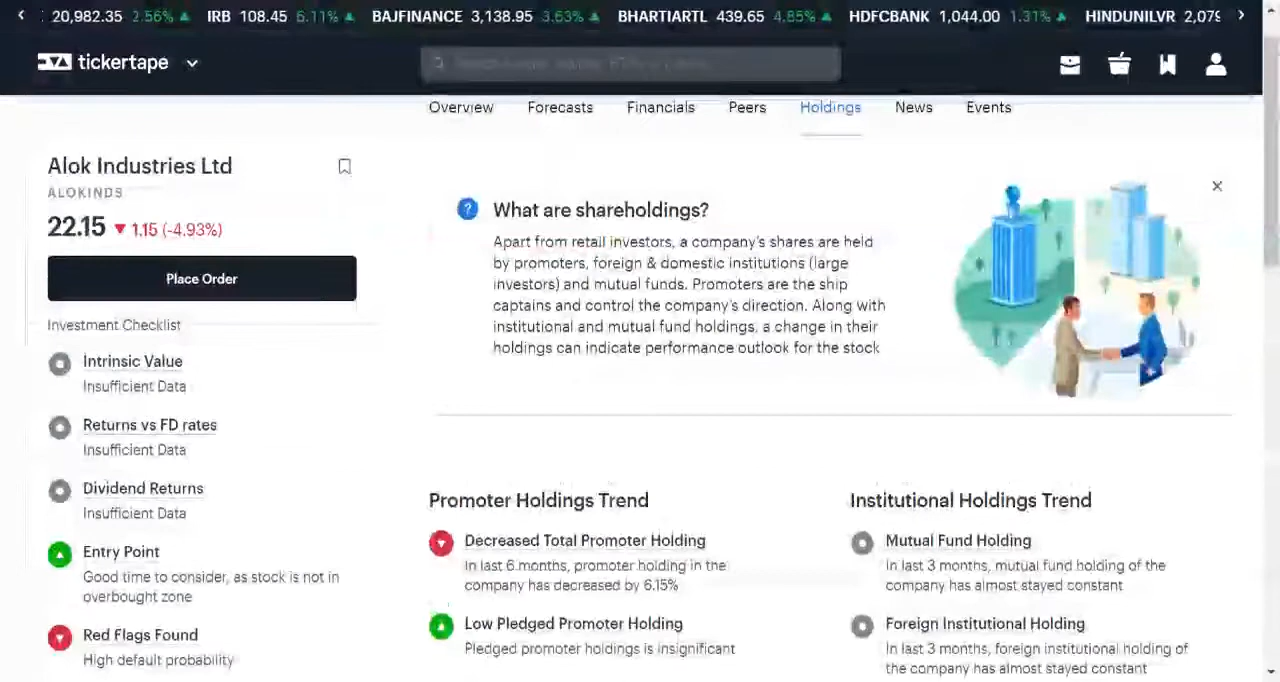 20,982.35 2.56% ▲ IRB 108.45 6.11% ▲ BAJFINANCE 3,138.95 3.63% ▲ BHARTIARTL 439.65 4.85% ▲ HDFCBANK 1,044.00 1.31% ▲ HINDUNILVR 2,079
tickertape
Overview Forecasts Financials Peers Holdings News Events
Alok Industries Ltd
ALOKINDS
22.15 ▼ 1.15 (-4.93%)
Place Order
Investment Checklist
Intrinsic Value
Insufficient Data
Returns vs FD rates
Insufficient Data
Dividend Returns
Insufficient Data
Entry Point
Good time to consider, as stock is not in
overbought zone
Red Flags Found
High default probability
What are shareholdings?
Apart from retail investors, a company's shares are held
by promoters, foreign & domestic institutions (large
investors) and mutual funds. Promoters are the ship
captains and control the company's direction. Along with
institutional and mutual fund holdings, a change in their
holdings can indicate performance outlook for the stock
Promoter Holdings Trend
Decreased Total Promoter Holding
In last 6 months, promoter holding in the
company has decreased by 6.15%
Low Pledged Promoter Holding
Pledged promoter holdings is insignificant
Institutional Holdings Trend
Mutual Fund Holding
In last 3 months, mutual fund holding of the
company has almost stayed constant
Foreign Institutional Holding
In last 3 months, foreign institutional holding of
the company has almost stayed constant